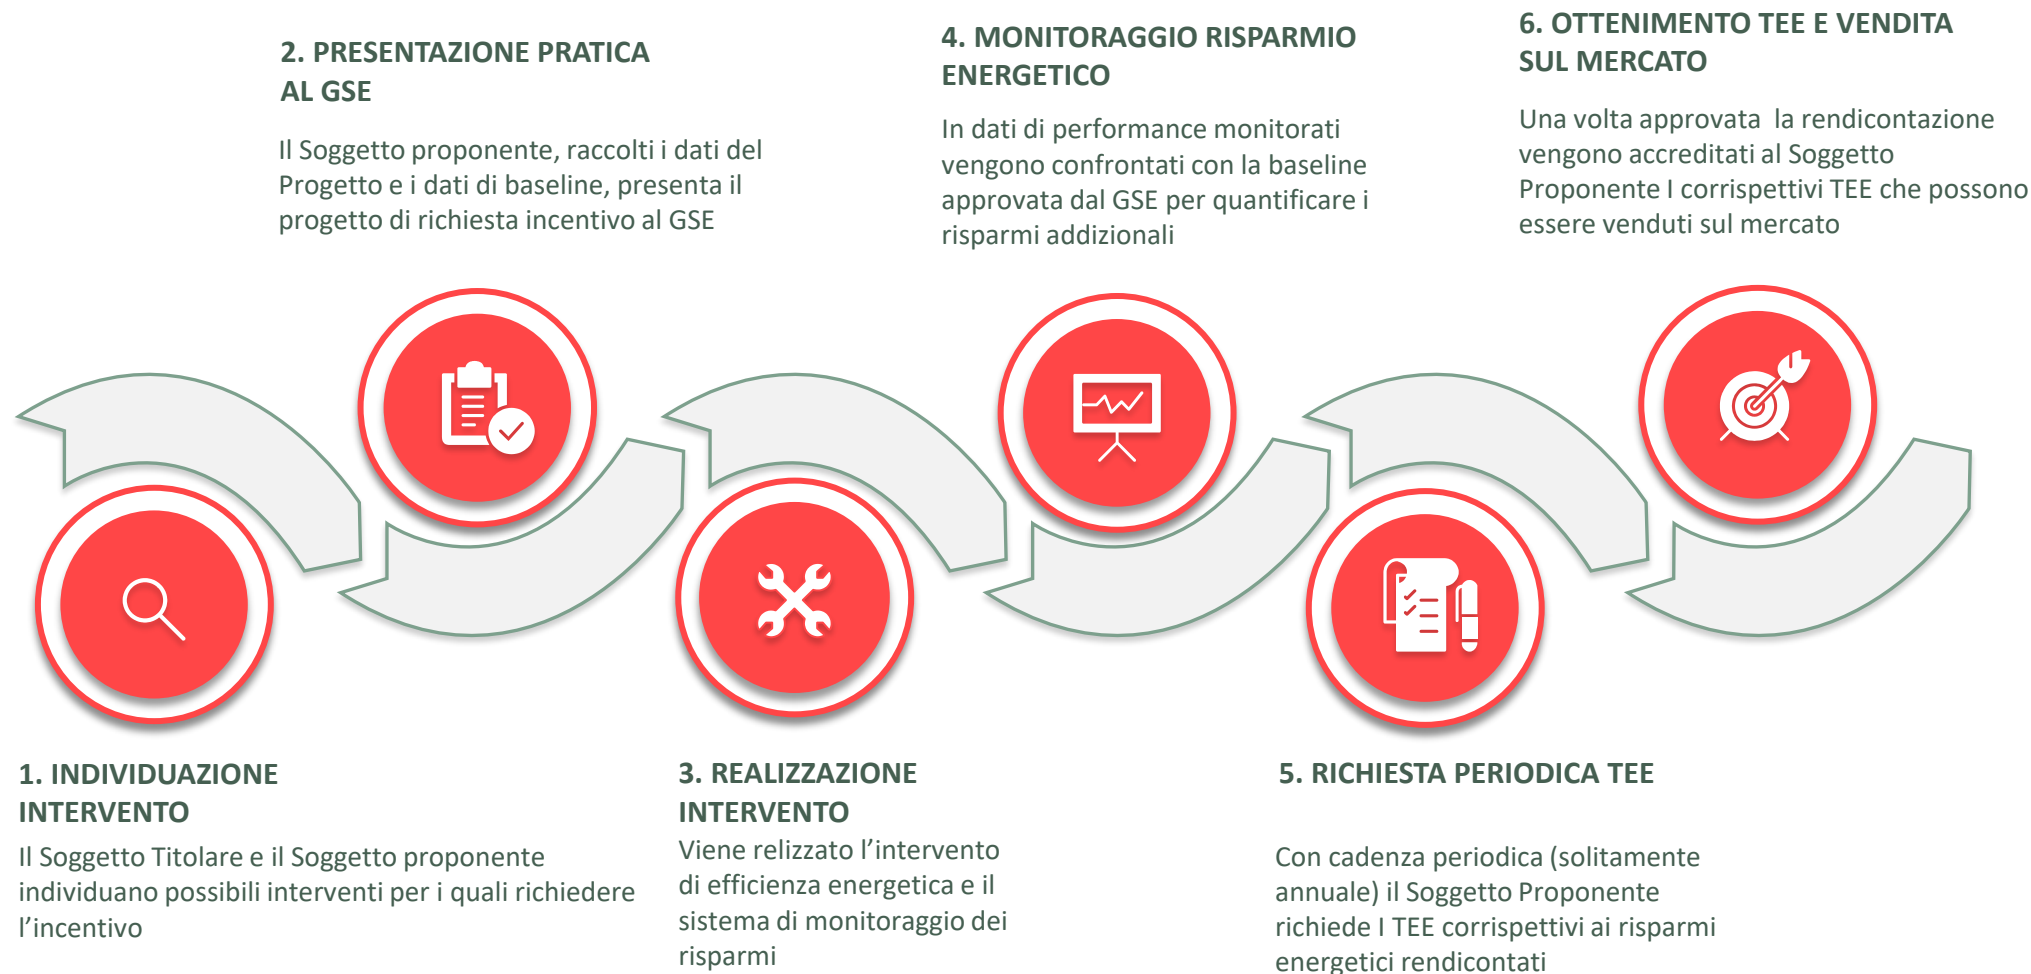 1. INDIVIDUAZIONE
INTERVENTO
Il Soggetto Titolare e il Soggetto proponente
individuano possibili interventi per i quali richiedere
l’incentivo
2. PRESENTAZIONE PRATICA
AL GSE
Il Soggetto proponente, raccolti i dati del
Progetto e i dati di baseline, presenta il
progetto di richiesta incentivo al GSE
3. REALIZZAZIONE
INTERVENTO
Viene relizzato l’intervento
di efficienza energetica e il
sistema di monitoraggio dei
risparmi
4. MONITORAGGIO RISPARMIO
ENERGETICO
In dati di performance monitorati
vengono confrontati con la baseline
approvata dal GSE per quantificare i
risparmi addizionali
5. RICHIESTA PERIODICA TEE
Con cadenza periodica (solitamente
annuale) il Soggetto Proponente
richiede I TEE corrispettivi ai risparmi
energetici rendicontati
6. OTTENIMENTO TEE E VENDITA
SUL MERCATO
Una volta approvata  la rendicontazione
vengono accreditati al Soggetto
Proponente I corrispettivi TEE che possono
essere venduti sul mercato